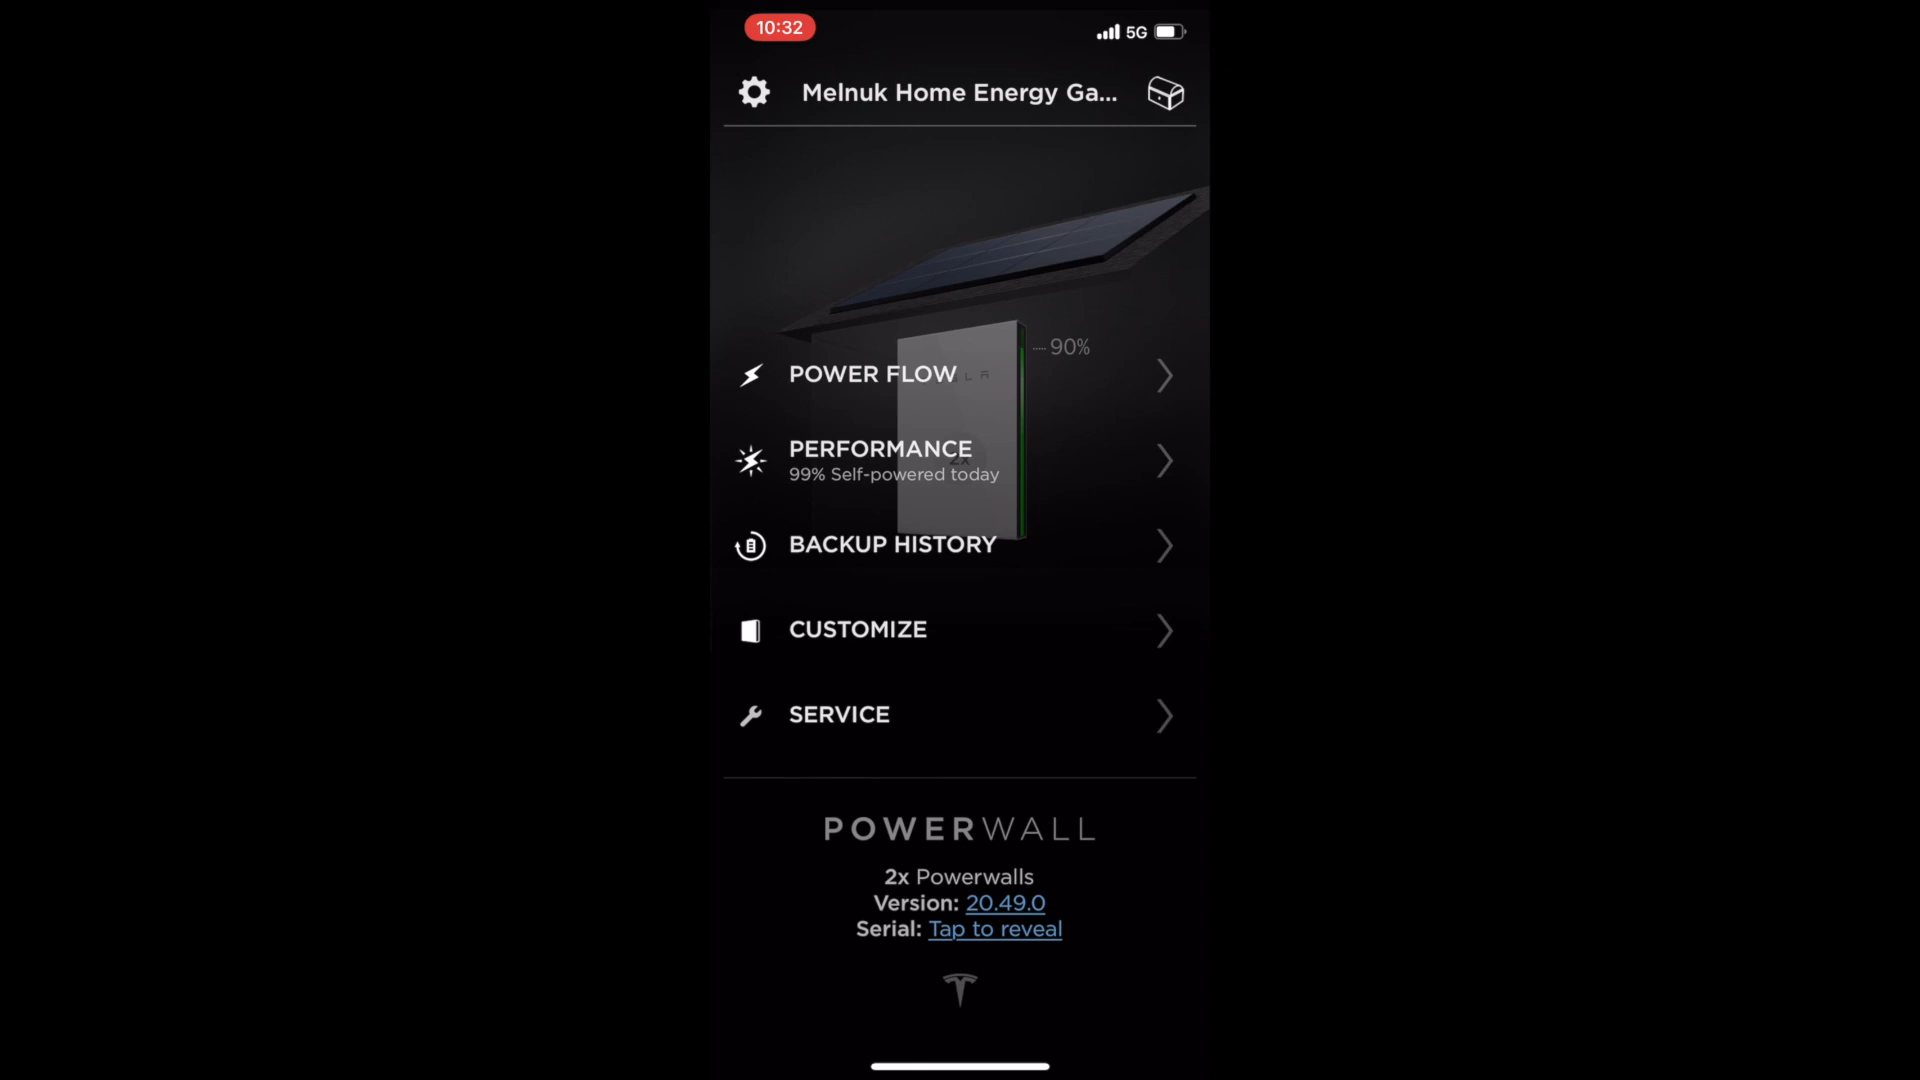 10:32
5G
Melnuk Home Energy Ga...
90%
POWER FLOW
PERFORMANCE
2x
99% Self-powered today
BACKUP HISTORY
CUSTOMIZE
SERVICE
POWERWALL
2x Powerwalls
Version: 20.49.0
Serial: Tap to reveal